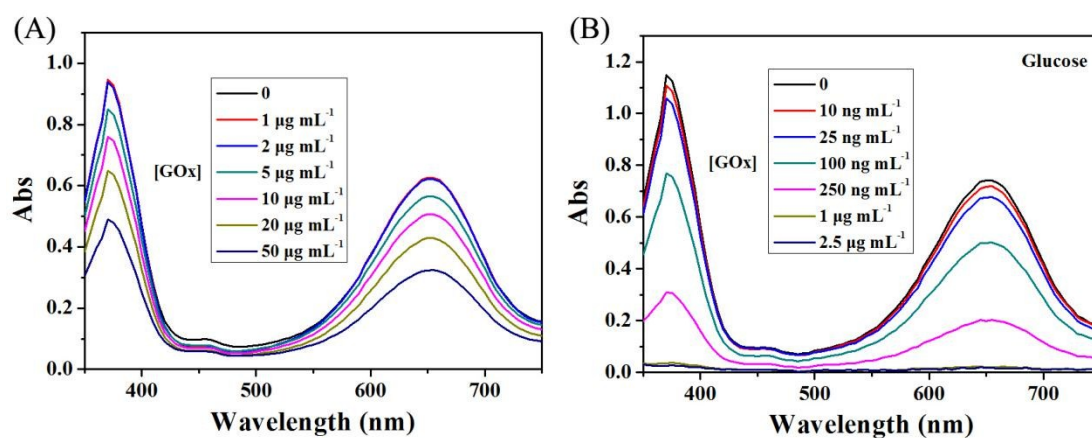 (A)
1.0
0.8
0.6
0.4
0.2
0.0
Abs
[GOx]
0
1 µg mL⁻¹
2 µg mL⁻¹
5 µg mL⁻¹
10 µg mL⁻¹
20 µg mL⁻¹
50 µg mL⁻¹
400 500 600 700
Wavelength (nm)
(B)
Glucose
1.2
1.0
0.8
0.6
0.4
0.2
0.0
Abs
[GOx]
0
10 ng mL⁻¹
25 ng mL⁻¹
100 ng mL⁻¹
250 ng mL⁻¹
1 µg mL⁻¹
2.5 µg mL⁻¹
400 500 600 700
Wavelength (nm)